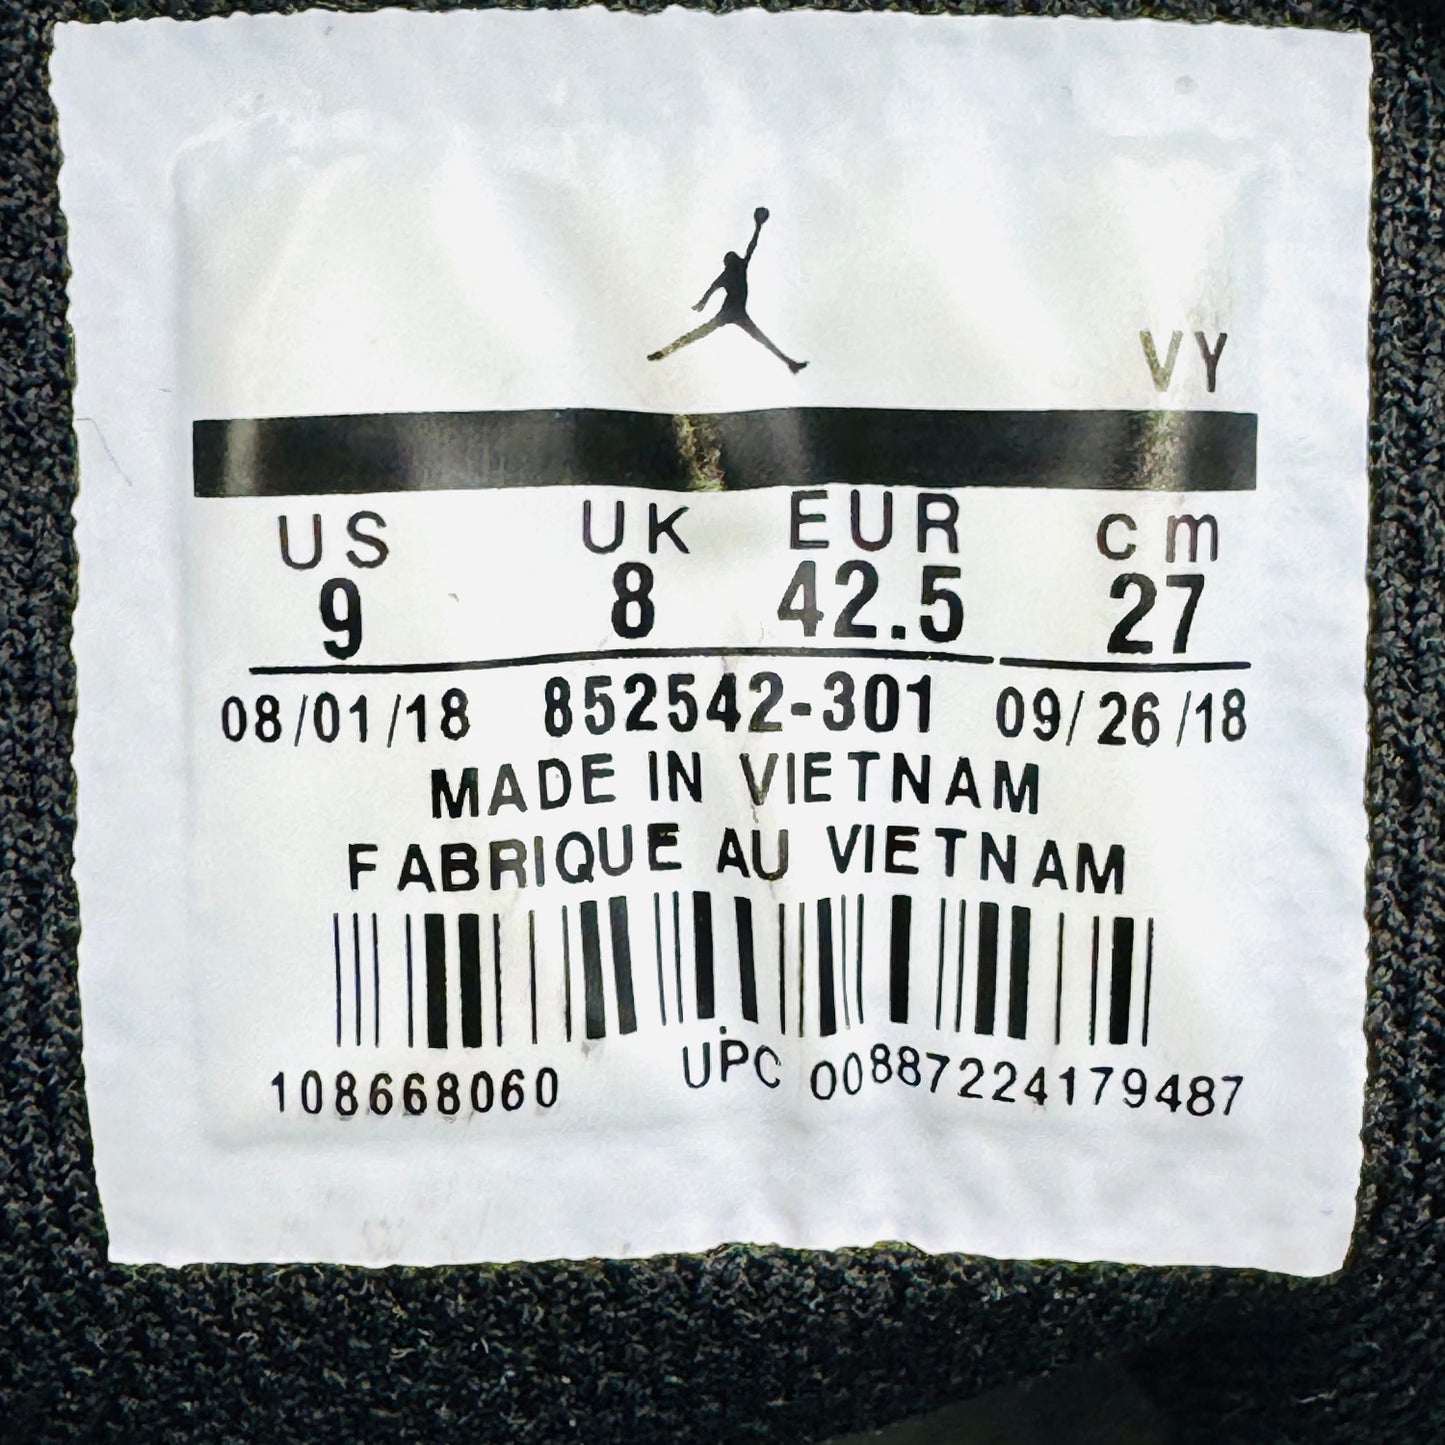 VY
US UK EUR cm
9 8 42.5 27
08/01/18 852542-301 09/26/18
MADE IN VIETNAM
FABRIQUE AU VIETNAM
108668060 UPC 00887224179487